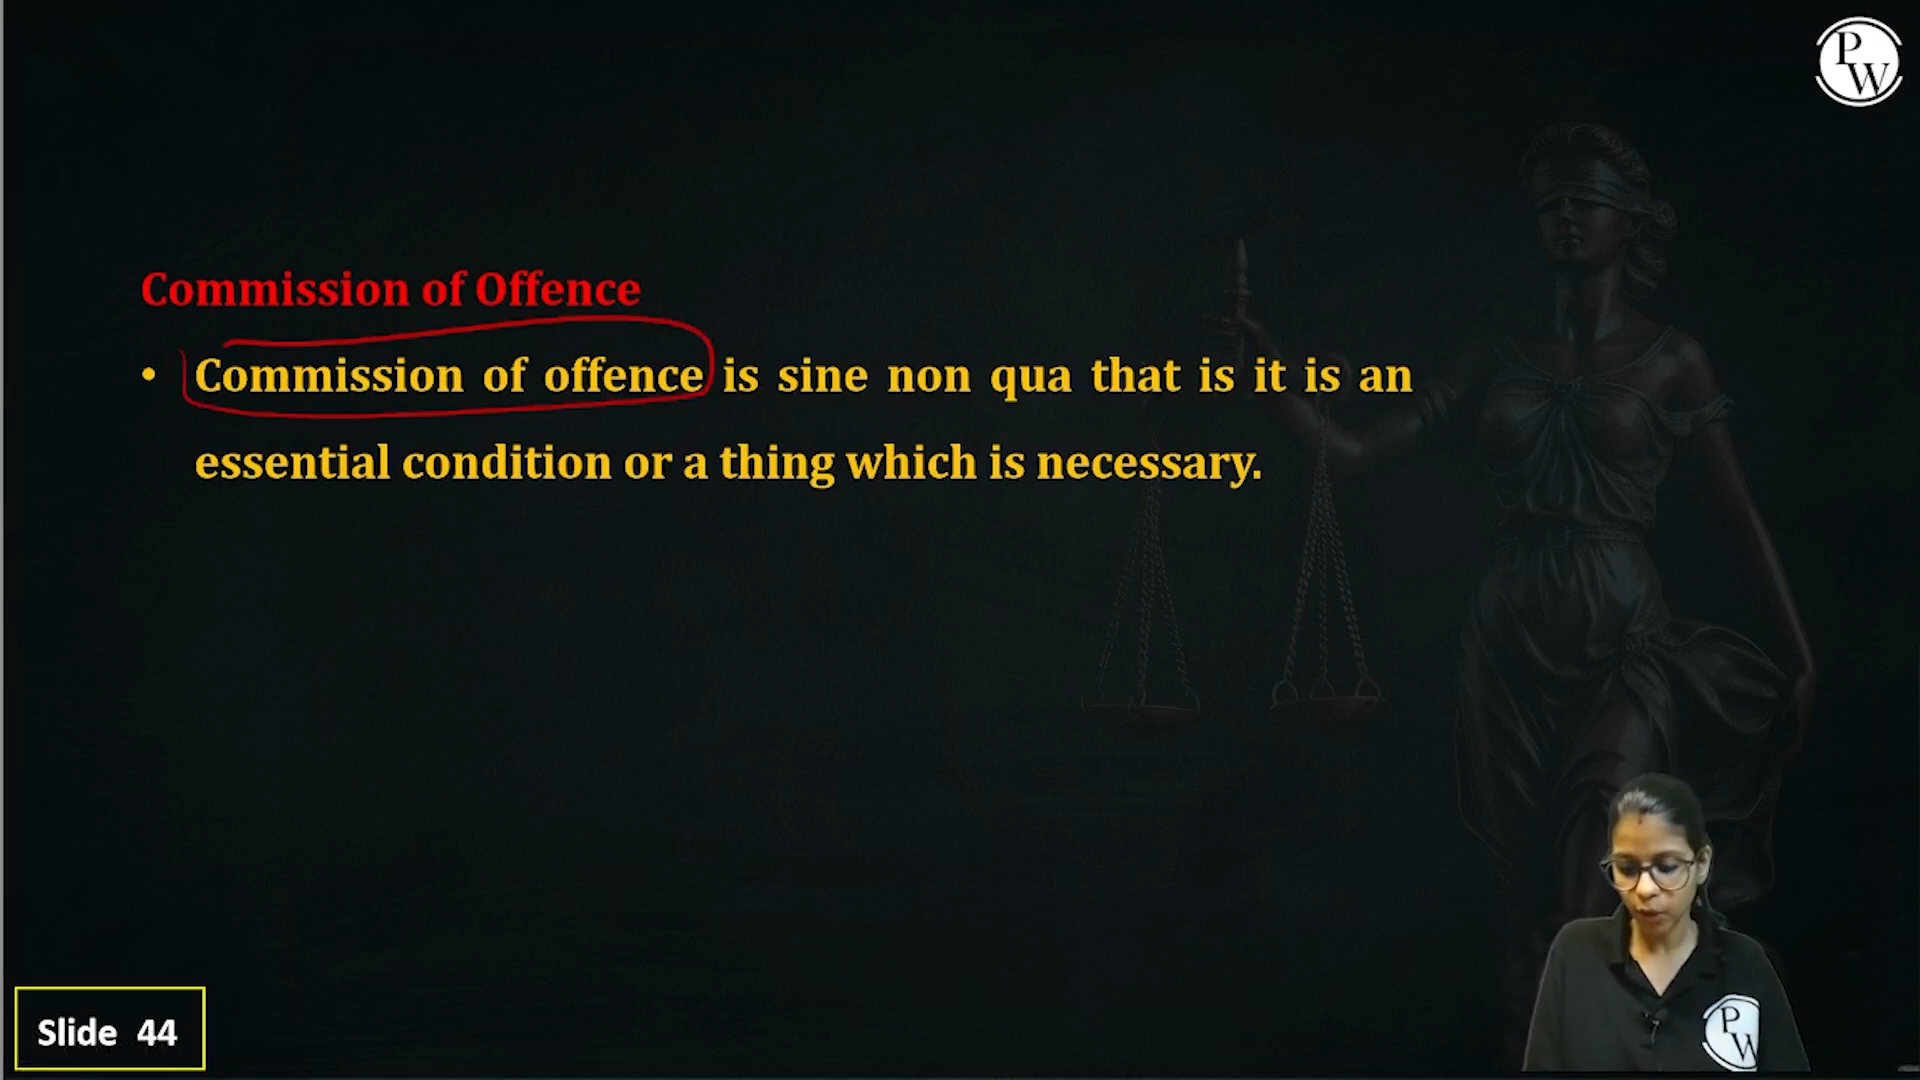 P
W
Commission of Offence
• Commission of offence is sine non qua that is it is an
essential condition or a thing which is necessary.
P
W
Slide 44